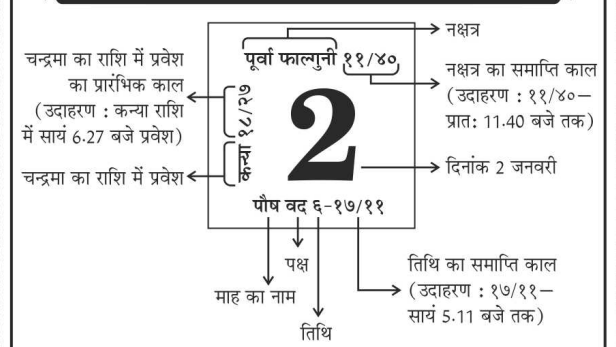 नक्षत्र
पूर्वा फाल्गुनी ११/४०
चन्द्रमा का राशि में प्रवेश
का प्रारंभिक काल
(उदाहरण : कन्या राशि
में सायं 6.27 बजे प्रवेश)
नक्षत्र का समाप्ति काल
(उदाहरण : ११/४०–
प्रात: 11.40 बजे तक)
कन्या १८/२७
2
चन्द्रमा का राशि में प्रवेश
दिनांक 2 जनवरी
पौष वद ६-१७/११
पक्ष
माह का नाम
तिथि
तिथि का समाप्ति काल
(उदाहरण : १७/११–
सायं 5.11 बजे तक)